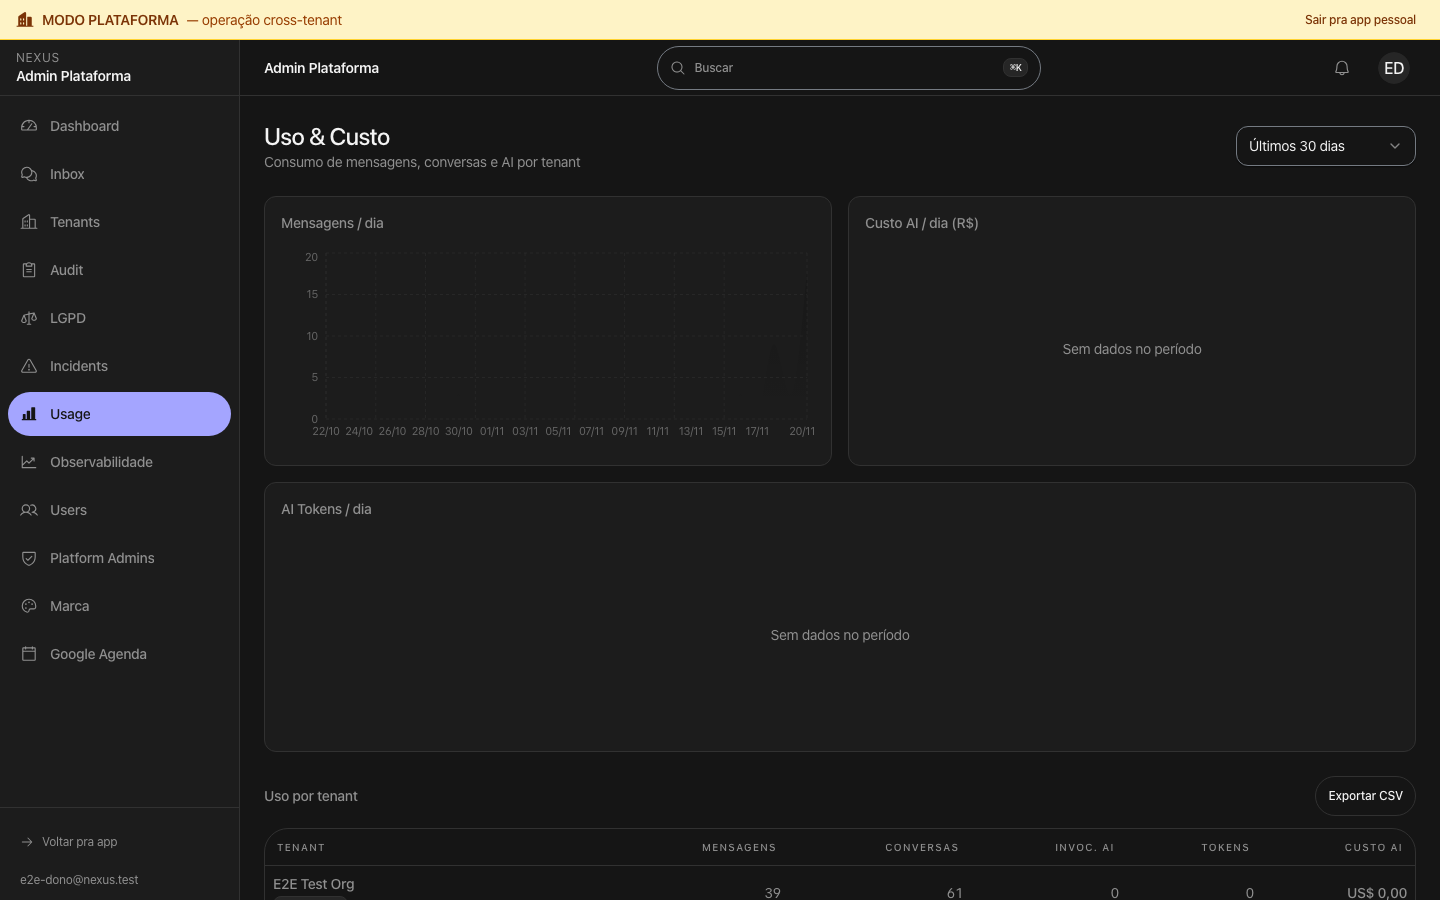 MODO PLATAFORMA — operação cross-tenant
Sair pra app pessoal
NEXUS
Admin Plataforma
Admin Plataforma
Buscar
⌘K
ED
Dashboard
Inbox
Tenants
Audit
LGPD
Incidents
Usage
Observabilidade
Users
Platform Admins
Marca
Google Agenda
Voltar pra app
e2e-dono@nexus.test
Uso & Custo
Consumo de mensagens, conversas e AI por tenant
Últimos 30 dias
Mensagens / dia
20
15
10
5
0
22/10 24/10 26/10 28/10 30/10 01/11 03/11 05/11 07/11 09/11 11/11 13/11 15/11 17/11 20/11
Custo AI / dia (R$)
Sem dados no período
AI Tokens / dia
Sem dados no período
Uso por tenant
Exportar CSV
TENANT MENSAGENS CONVERSAS INVOC. AI TOKENS CUSTO AI
E2E Test Org
39 61 0 0 US$ 0,00